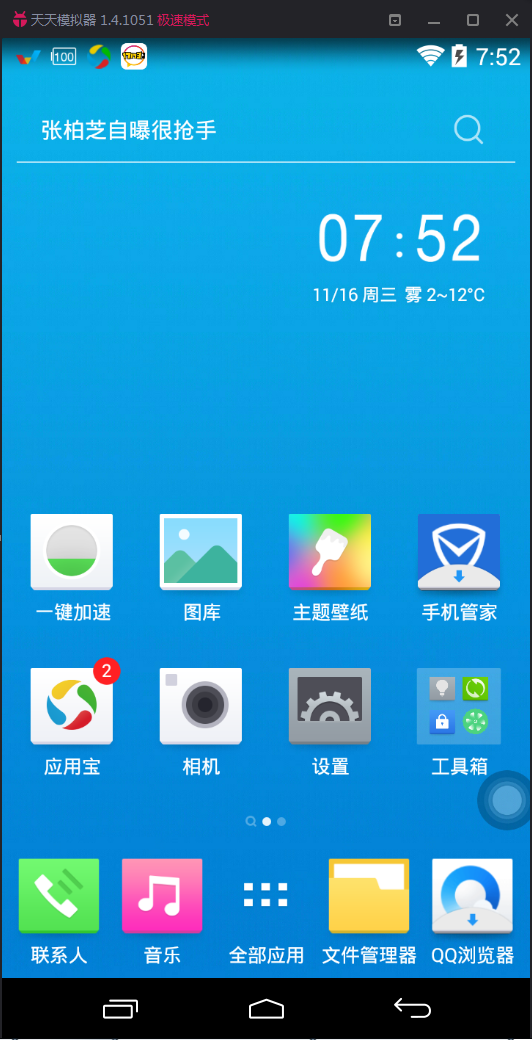 天天模拟器 1.4.1051 极速模式
100
7:52
张柏芝自曝很抢手
07:52
11/16 周三 雾 2~12°C
一键加速
图库
主题壁纸
手机管家
2
应用宝
相机
设置
工具箱
联系人
音乐
全部应用
文件管理器
QQ浏览器